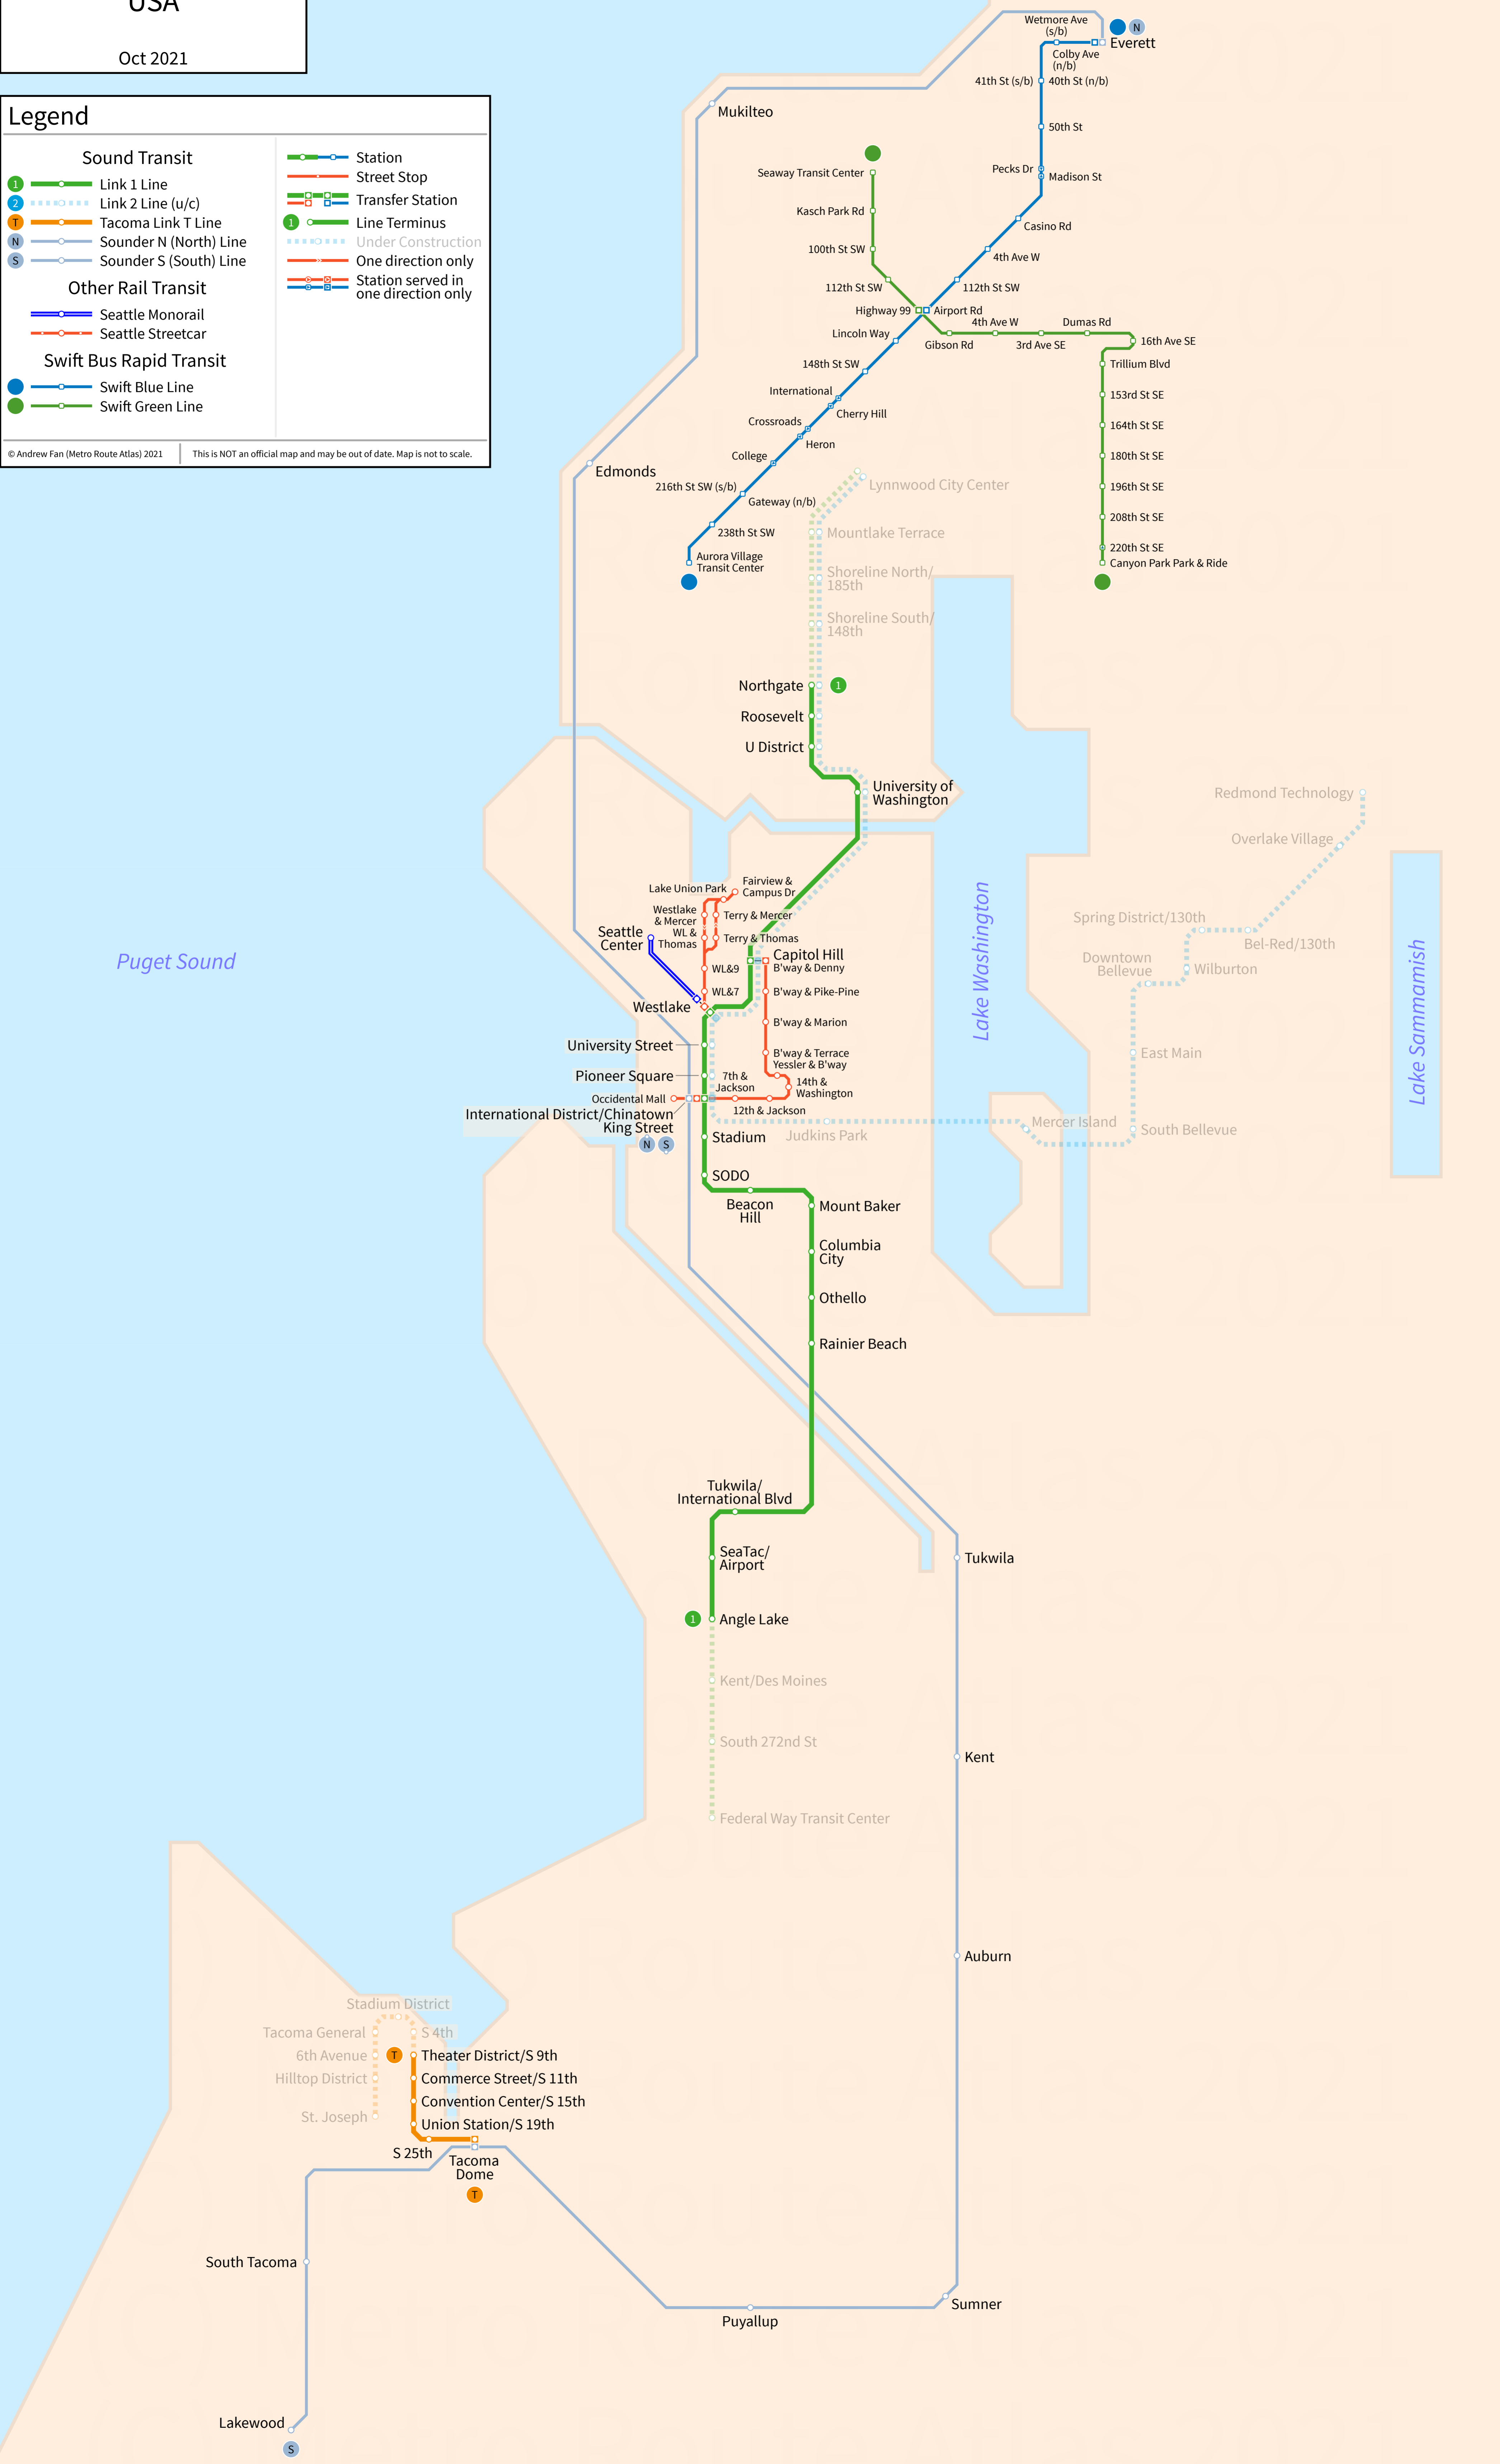 USA
Oct 2021
Legend
Sound Transit
1 Link 1 Line
2 Link 2 Line (u/c)
T Tacoma Link T Line
N Sounder N (North) Line
S Sounder S (South) Line
Other Rail Transit
Seattle Monorail
Seattle Streetcar
Swift Bus Rapid Transit
Swift Blue Line
Swift Green Line
Station
Street Stop
Transfer Station
1 Line Terminus
Under Construction
One direction only
Station served in
one direction only
© Andrew Fan (Metro Route Atlas) 2021
This is NOT an official map and may be out of date. Map is not to scale.
Wetmore Ave
(s/b)
N
Everett
Colby Ave
(n/b)
41th St (s/b)
40th St (n/b)
Mukilteo
50th St
Pecks Dr
Madison St
Seaway Transit Center
Kasch Park Rd
Casino Rd
100th St SW
4th Ave W
112th St SW
112th St SW
Highway 99
Airport Rd
4th Ave W
Dumas Rd
Lincoln Way
Gibson Rd
3rd Ave SE
16th Ave SE
148th St SW
Trillium Blvd
International
153rd St SE
Cherry Hill
Crossroads
164th St SE
Heron
College
180th St SE
Edmonds
216th St SW (s/b)
Lynnwood City Center
196th St SE
Gateway (n/b)
208th St SE
238th St SW
Mountlake Terrace
220th St SE
Aurora Village
Transit Center
Canyon Park Park & Ride
Shoreline North/
185th
Shoreline South/
148th
Northgate
1
Roosevelt
U District
University of
Washington
Redmond Technology
Overlake Village
Lake Union Park
Fairview &
Campus Dr
Westlake
& Mercer
Terry & Mercer
WL &
Thomas
Terry & Thomas
Seattle
Center
Spring District/130th
Bel-Red/130th
Capitol Hill
B'way & Denny
Downtown
Bellevue
Wilburton
Puget Sound
Lake Washington
Lake Sammamish
WL&9
WL&7
B'way & Pike-Pine
Westlake
B'way & Marion
University Street
B'way & Terrace
East Main
Yessler & B'way
Pioneer Square
7th &
Jackson
14th &
Washington
Occidental Mall
12th & Jackson
International District/Chinatown
King Street
Mercer Island
South Bellevue
Judkins Park
N
S
Stadium
SODO
Beacon
Hill
Mount Baker
Columbia
City
Othello
Rainier Beach
Tukwila/
International Blvd
SeaTac/
Airport
Tukwila
1
Angle Lake
Kent/Des Moines
South 272nd St
Kent
Federal Way Transit Center
Auburn
Stadium District
Tacoma General
S 4th
6th Avenue
T
Theater District/S 9th
Hilltop District
Commerce Street/S 11th
Convention Center/S 15th
St. Joseph
Union Station/S 19th
S 25th
Tacoma
Dome
T
South Tacoma
Sumner
Puyallup
Lakewood
S